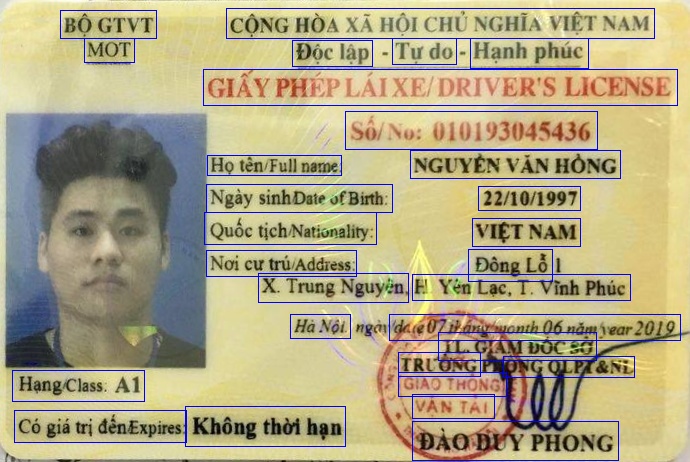 BỘ GTVT
MOT
CỘNG HÒA XÃ HỘI CHỦ NGHĨA VIỆT NAM
Độc lập - Tự do - Hạnh phúc
GIẤY PHÉP LÁI XE/DRIVER'S LICENSE
Số/No: 010193045436
Họ tên/Full name: NGUYỄN VĂN HỒNG
Ngày sinh/Date of Birth: 22/10/1997
Quốc tịch/Nationality: VIỆT NAM
Nơi cư trú/Address: Đông Lỗ 1
X. Trung Nguyên, H. Yên Lạc, T. Vĩnh Phúc
Hà Nội, ngày/date 07 tháng/month 06 năm/year 2019
TL. GIÁM ĐỐC SỞ
TRƯỞNG PHÒNG QLPT&NL
GIAO THÔNG
VẬN TẢI
Hạng/Class: A1
Có giá trị đến/Expires: Không thời hạn
ĐÀO DUY PHONG